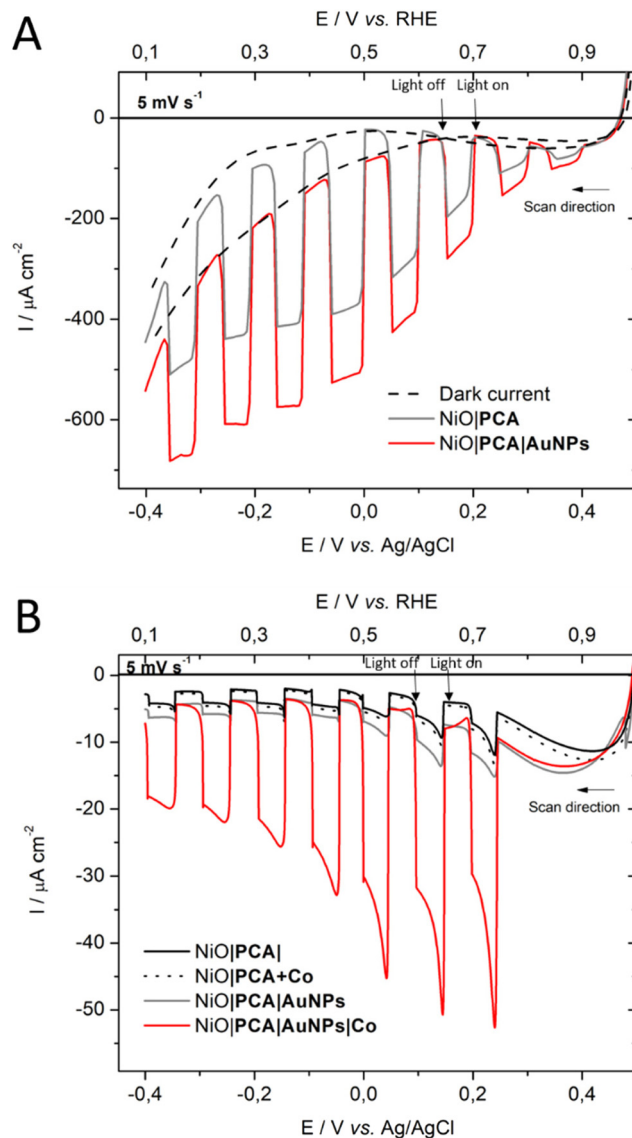 A
E / V vs. RHE
0,1 0,3 0,5 0,7 0,9
5 mV s⁻¹
Light off
Light on
Scan direction
0
-200
-400
-600
I / µA cm⁻²
Dark current
NiO|PCA
NiO|PCA|AuNPs
-0,4 -0,2 0,0 0,2 0,4
E / V vs. Ag/AgCl
B
E / V vs. RHE
0,1 0,3 0,5 0,7 0,9
5 mV s⁻¹
Light off
Light on
Scan direction
0
-10
-20
-30
-40
-50
I / µA cm⁻²
NiO|PCA|
NiO|PCA+Co
NiO|PCA|AuNPs
NiO|PCA|AuNPs|Co
-0,4 -0,2 0,0 0,2 0,4
E / V vs. Ag/AgCl